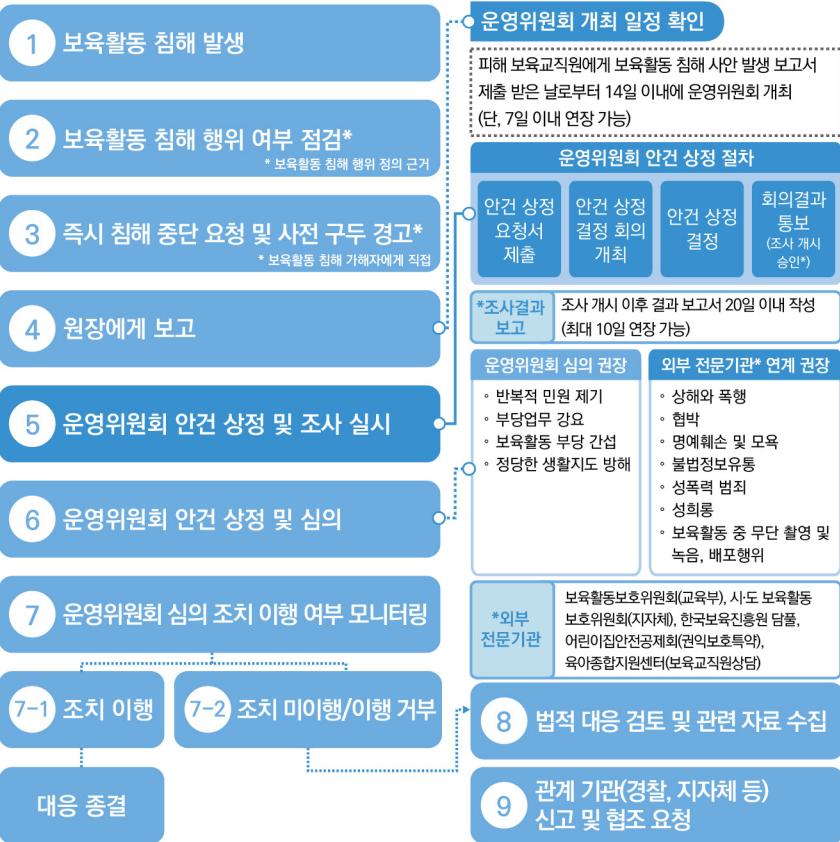 1 보육활동 침해 발생
2 보육활동 침해 행위 여부 점검*
* 보육활동 침해 행위 정의 근거
3 즉시 침해 중단 요청 및 사전 구두 경고*
* 보육활동 침해 가해자에게 직접
4 원장에게 보고
5 운영위원회 안건 상정 및 조사 실시
6 운영위원회 안건 상정 및 심의
7 운영위원회 심의 조치 이행 여부 모니터링
7-1 조치 이행
7-2 조치 미이행/이행 거부
대응 종결
운영위원회 개최 일정 확인
피해 보육교직원에게 보육활동 침해 사안 발생 보고서
제출 받은 날로부터 14일 이내에 운영위원회 개최
(단, 7일 이내 연장 가능)
운영위원회 안건 상정 절차
안건 상정
요청서
제출
안건 상정
결정 회의
개최
안건 상정
결정
회의결과
통보
(조사 개시
승인*)
*조사결과
보고
조사 개시 이후 결과 보고서 20일 이내 작성
(최대 10일 연장 가능)
운영위원회 심의 권장
◦ 반복적 민원 제기
◦ 부당업무 강요
◦ 보육활동 부당 간섭
◦ 정당한 생활지도 방해
외부 전문기관* 연계 권장
◦ 상해와 폭행
◦ 협박
◦ 명예훼손 및 모욕
◦ 불법정보유통
◦ 성폭력 범죄
◦ 성희롱
◦ 보육활동 중 무단 촬영 및
녹음, 배포행위
*외부
전문기관
보육활동보호위원회(교육부), 시·도 보육활동
보호위원회(지자체), 한국보육진흥원 담풀,
어린이집안전공제회(권익보호특약),
육아종합지원센터(보육교직원상담)
8 법적 대응 검토 및 관련 자료 수집
9 관계 기관(경찰, 지자체 등)
신고 및 협조 요청